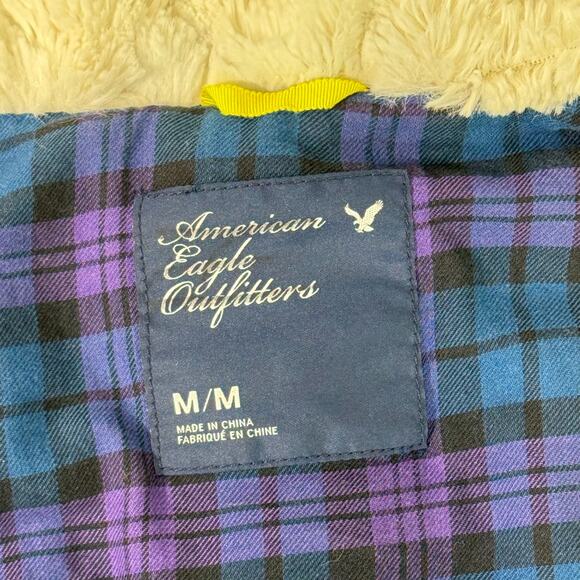 American
Eagle
Outfitters
M/M
MADE IN CHINA
FABRIQUÉ EN CHINE